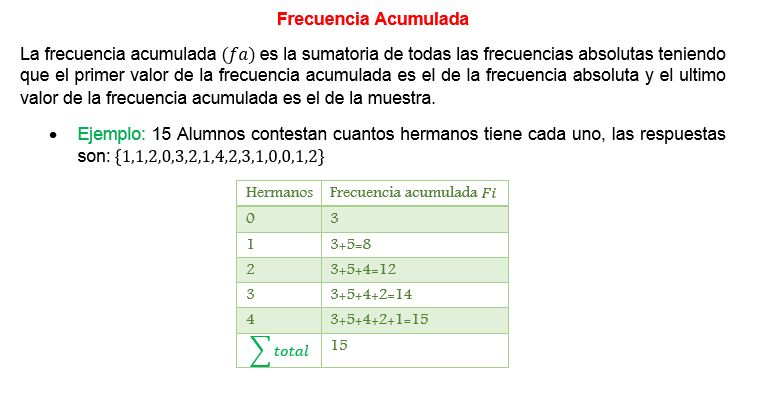 Frecuencia Acumulada
La frecuencia acumulada (fa) es la sumatoria de todas las frecuencias absolutas teniendo
que el primer valor de la frecuencia acumulada es el de la frecuencia absoluta y el ultimo
valor de la frecuencia acumulada es el de la muestra.
• Ejemplo: 15 Alumnos contestan cuantos hermanos tiene cada uno, las respuestas
son: {1,1,2,0,3,2,1,4,2,3,1,0,0,1,2}
Hermanos Frecuencia acumulada Fi
0 3
1 3+5=8
2 3+5+4=12
3 3+5+4+2=14
4 3+5+4+2+1=15
∑ total 15